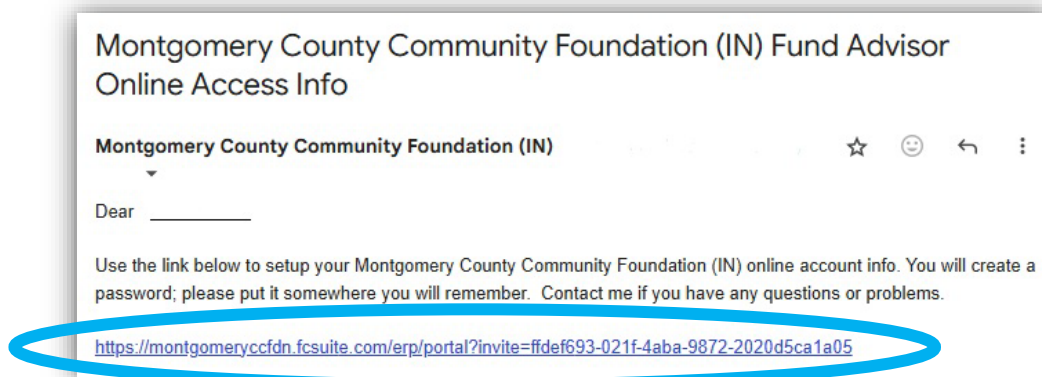 Montgomery County Community Foundation (IN) Fund Advisor
Online Access Info
Montgomery County Community Foundation (IN)
Dear __________
Use the link below to setup your Montgomery County Community Foundation (IN) online account info. You will create a
password; please put it somewhere you will remember. Contact me if you have any questions or problems.
https://montgomeryccfdn.fcsuite.com/erp/portal?invite=ffdef693-021f-4aba-9872-2020d5ca1a05